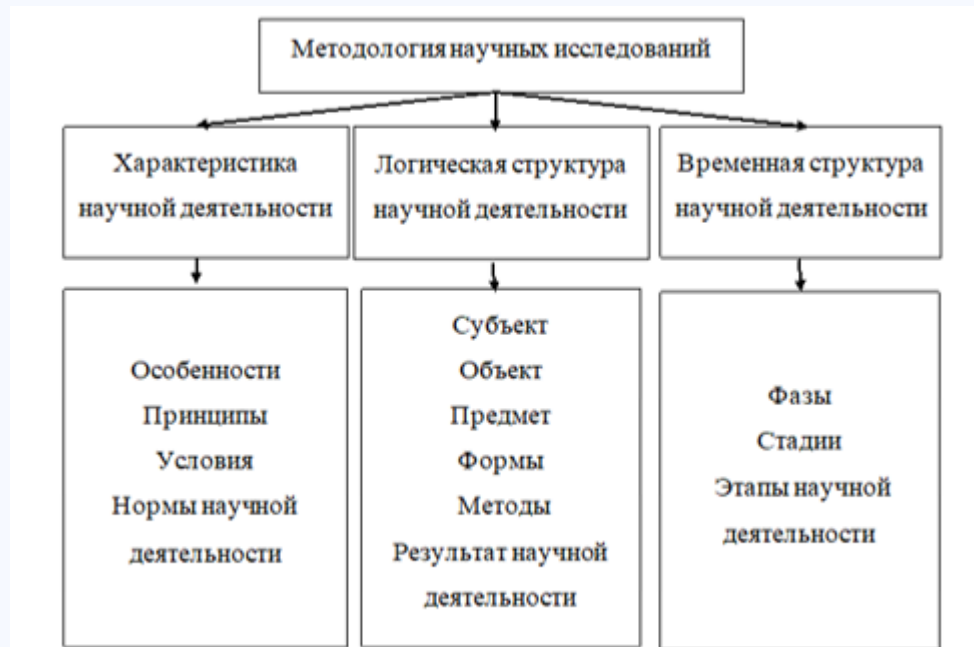 Методология научных исследований
Характеристика
научной деятельности
Логическая структура
научной деятельности
Временная структура
научной деятельности
Особенности
Принципы
Условия
Нормы научной
деятельности
Субъект
Объект
Предмет
Формы
Методы
Результат научной
деятельности
Фазы
Стадии
Этапы научной
деятельности